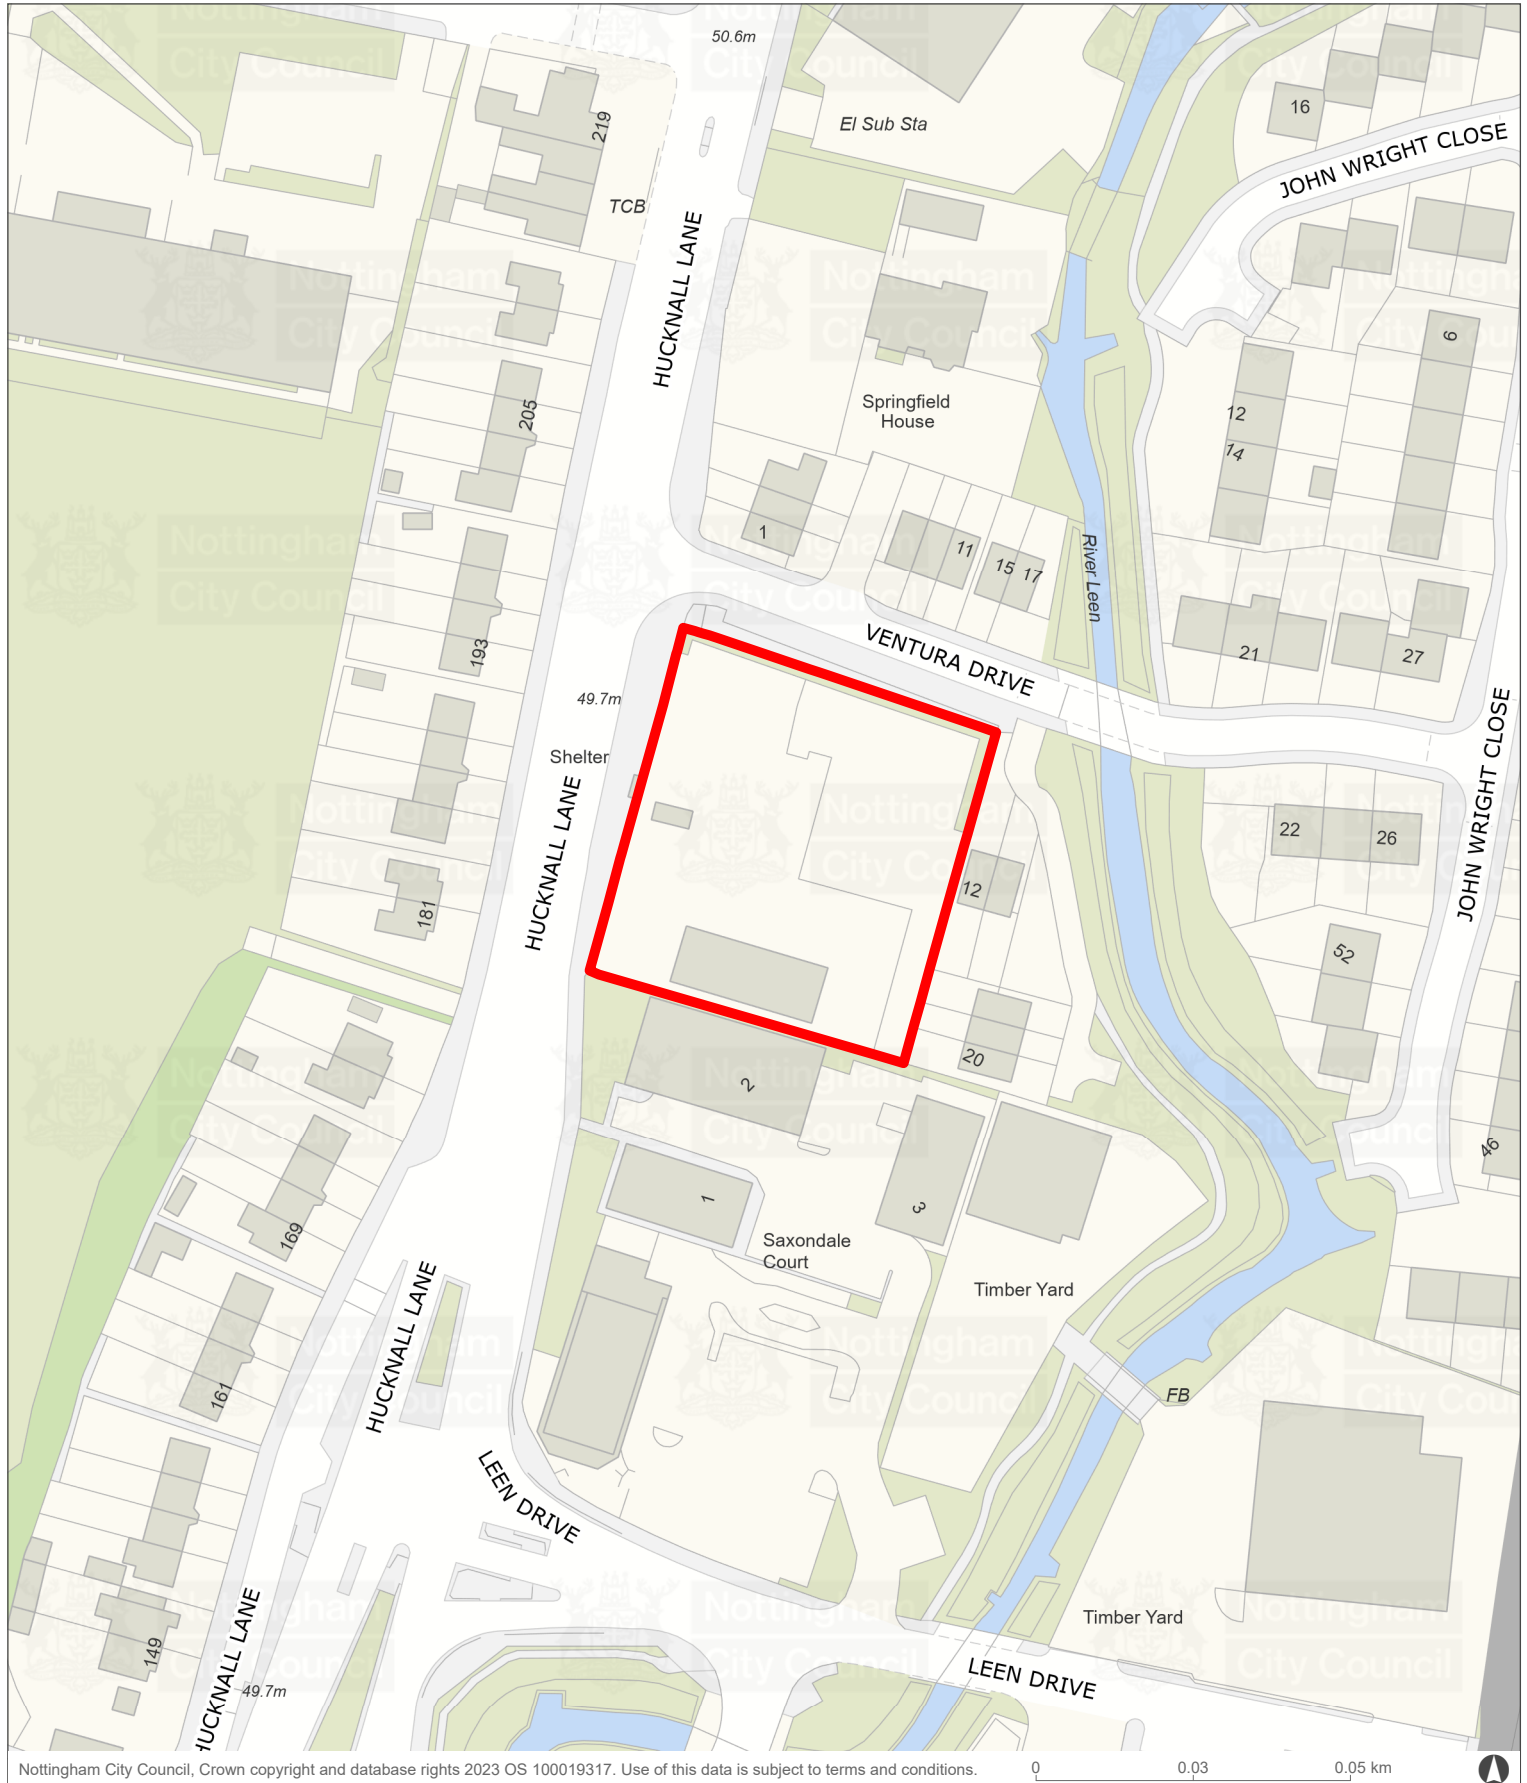 50.6m
16
219
El Sub Sta
JOHN WRIGHT CLOSE
TCB
HUCKNALL LANE
6
205
Springfield
House
12
14
1
11
15
17
River Leen
193
VENTURA DRIVE
21
27
49.7m
Shelter
JOHN WRIGHT CLOSE
HUCKNALL LANE
22
26
12
181
52
20
2
46
1
3
169
Saxondale
Court
Timber Yard
HUCKNALL LANE
161
FB
LEEN DRIVE
149
HUCKNALL LANE
Timber Yard
LEEN DRIVE
49.7m
Nottingham City Council, Crown copyright and database rights 2023 OS 100019317. Use of this data is subject to terms and conditions.
0
0.03
0.05 km
Nottingham
City Council